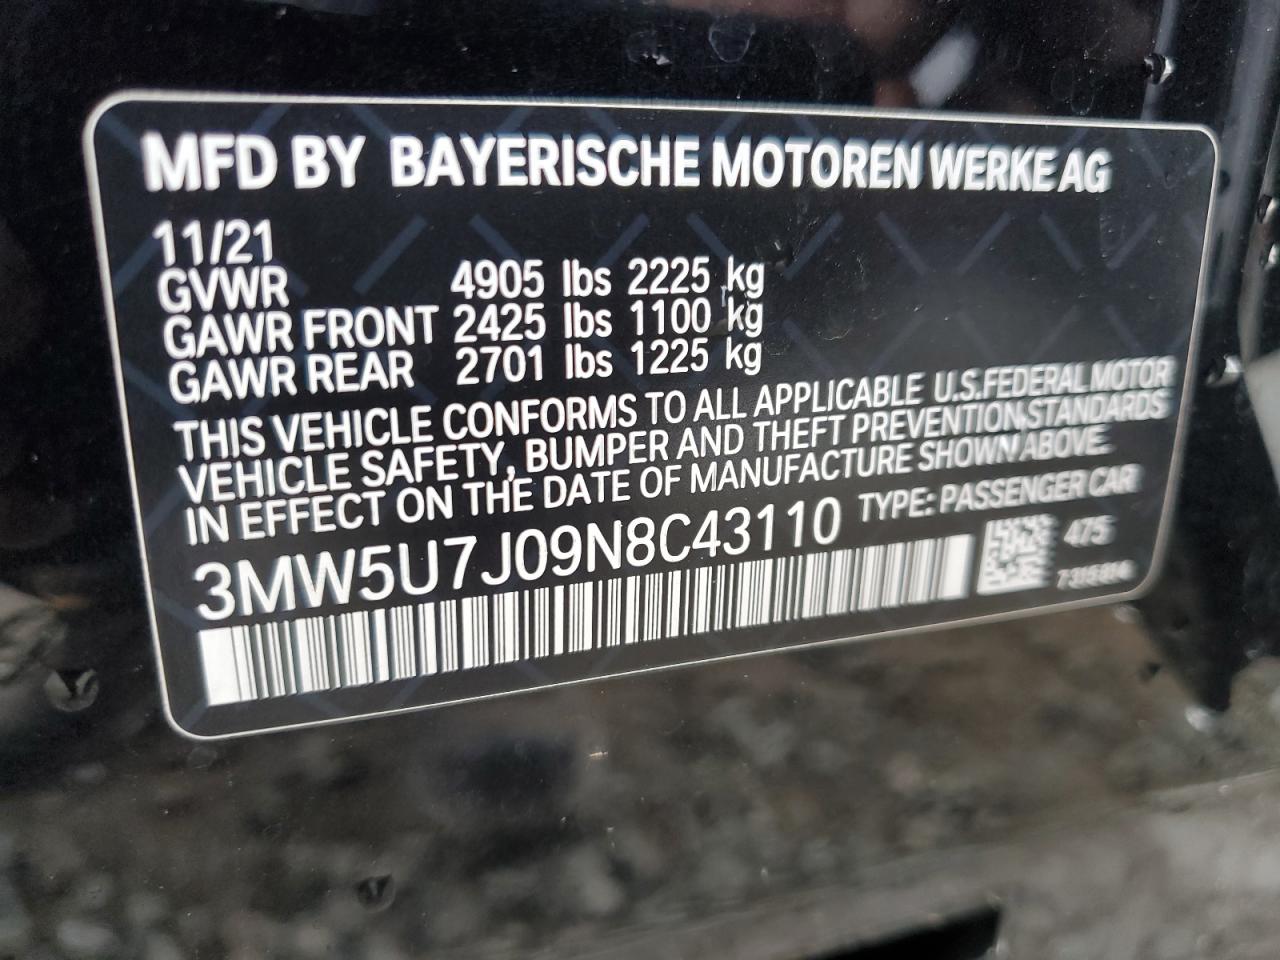 MFD BY BAYERISCHE MOTOREN WERKE AG
11/21
GVWR 4905 lbs 2225 kg
GAWR FRONT 2425 lbs 1100 kg
GAWR REAR 2701 lbs 1225 kg
THIS VEHICLE CONFORMS TO ALL APPLICABLE U.S.FEDERAL MOTOR
VEHICLE SAFETY, BUMPER AND THEFT PREVENTION STANDARDS
IN EFFECT ON THE DATE OF MANUFACTURE SHOWN ABOVE.
3MW5U7J09N8C43110 TYPE: PASSENGER CAR
475
7315814